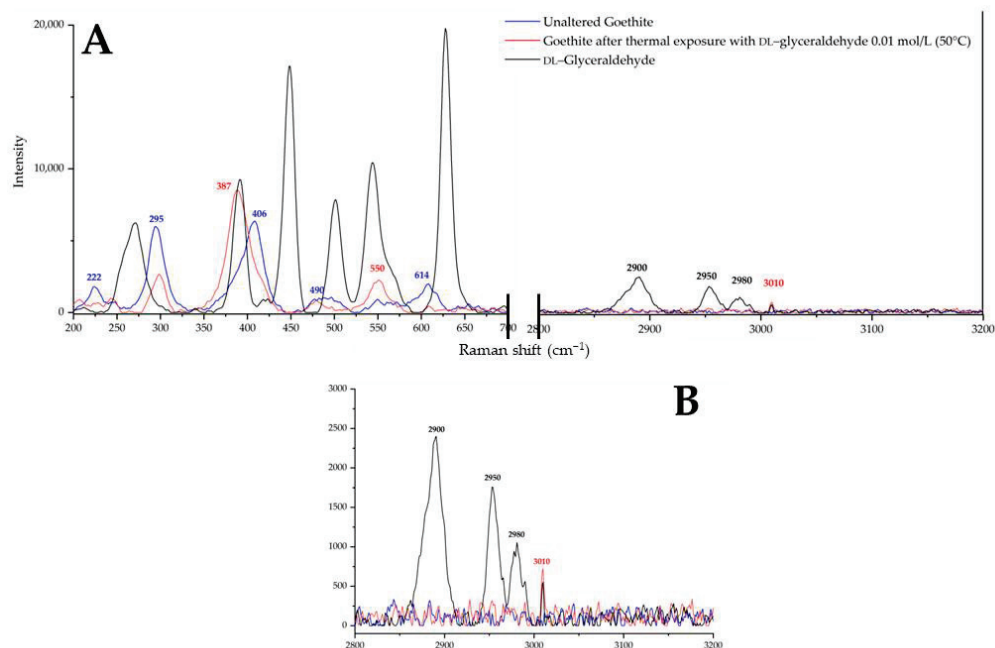 A
Unaltered Goethite
Goethite after thermal exposure with DL–glyceraldehyde 0.01 mol/L (50°C)
DL–Glyceraldehyde
Intensity
20,000
10,000
0
222
295
387
406
490
550
614
2900
2950
2980
3010
200 250 300 350 400 450 500 550 600 650 700 2800 2900 3000 3100 3200
Raman shift (cm⁻¹)
B
3000
2500
2000
1500
1000
500
0
2900
2950
2980
3010
2800 2900 3000 3100 3200